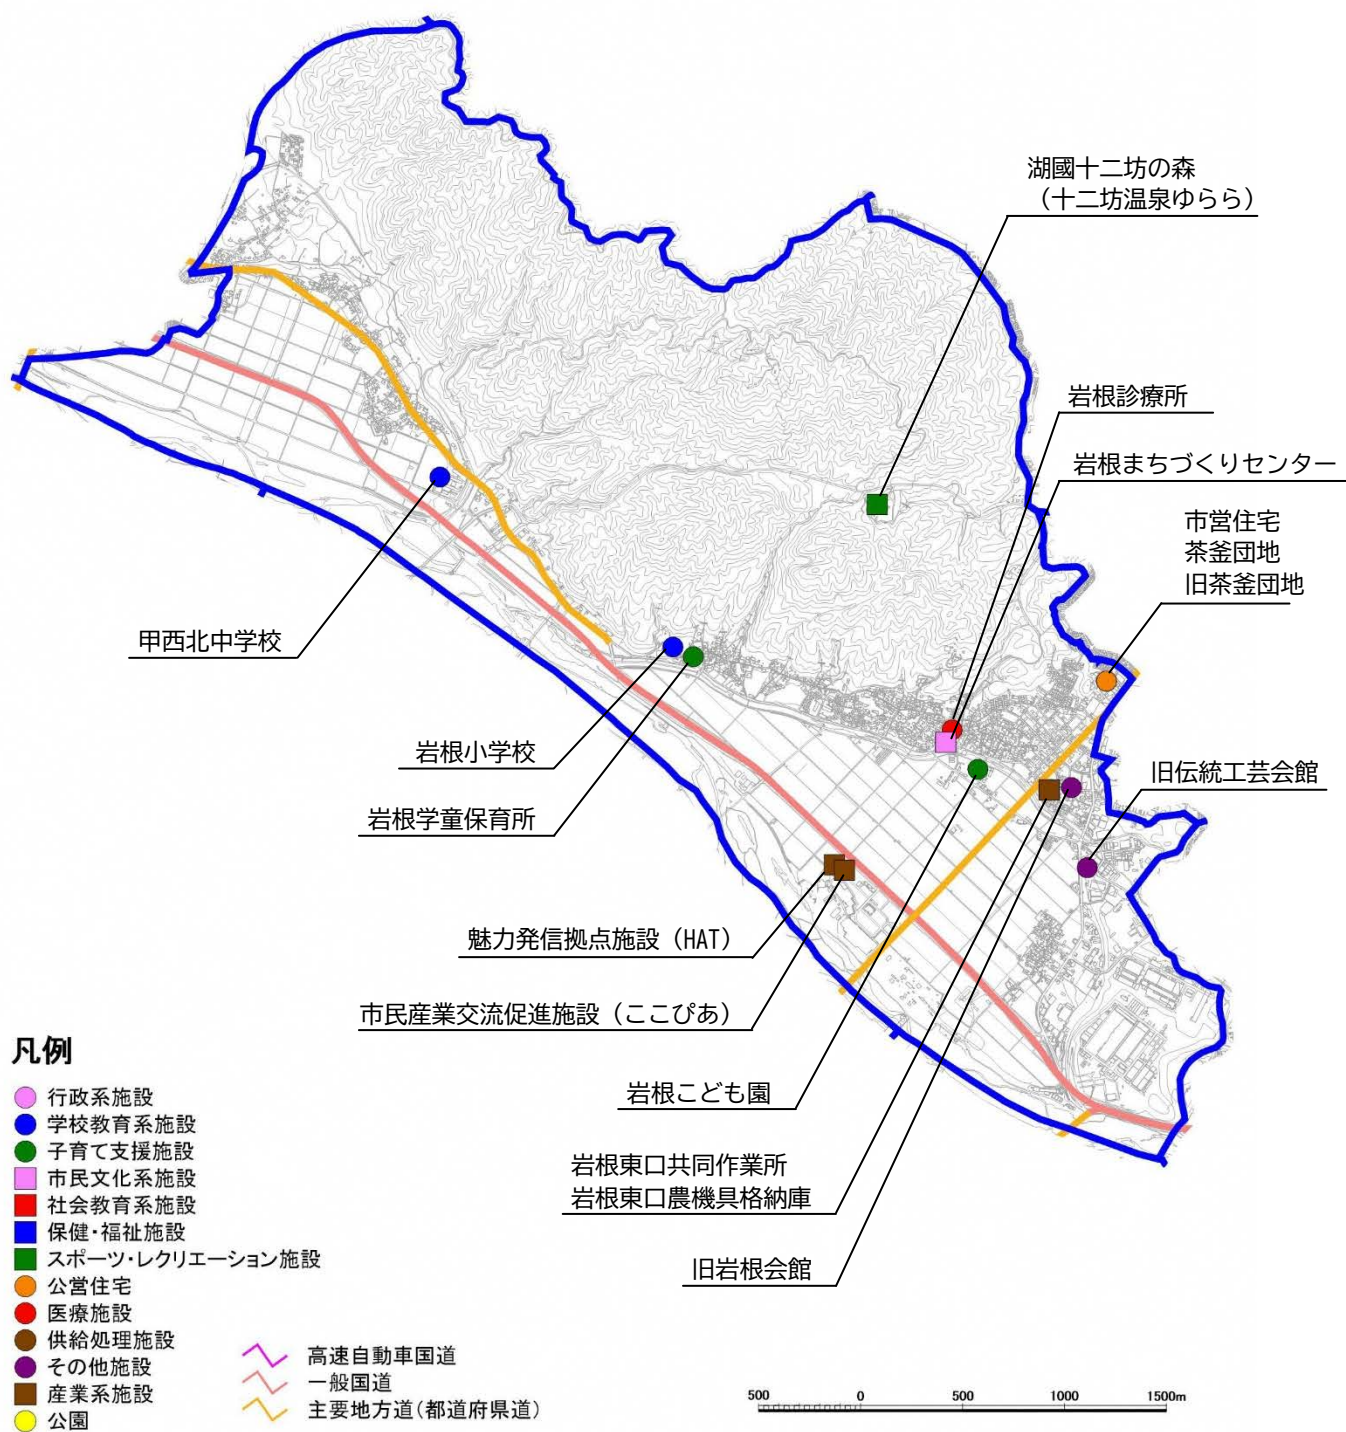 湖國十二坊の森
(十二坊温泉ゆらら)
岩根診療所
岩根まちづくりセンター
市営住宅
茶釜団地
旧茶釜団地
甲西北中学校
岩根小学校
旧伝統工芸会館
岩根学童保育所
魅力発信拠点施設(HAT)
市民産業交流促進施設(ここぴあ)
岩根こども園
岩根東口共同作業所
岩根東口農機具格納庫
旧岩根会館
凡例
行政系施設
学校教育系施設
子育て支援施設
市民文化系施設
社会教育系施設
保健・福祉施設
スポーツ・レクリエーション施設
公営住宅
医療施設
供給処理施設
その他施設
産業系施設
公園
高速自動車国道
一般国道
主要地方道(都道府県道)
500 0 500 1000 1500m